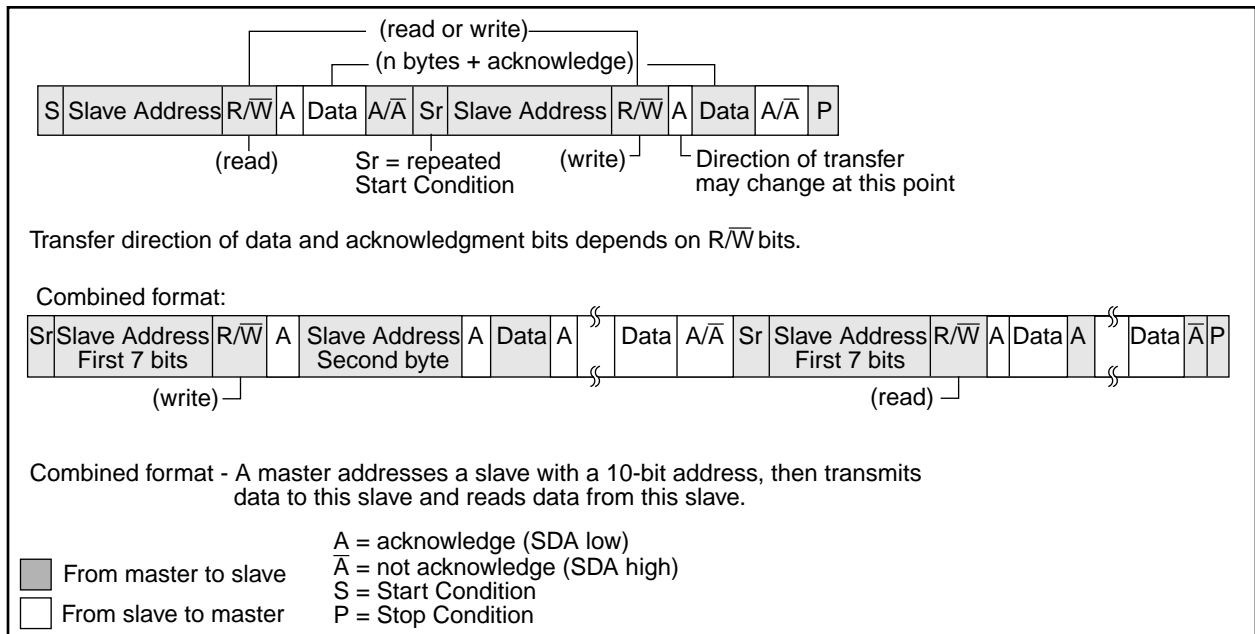 (read or write)
(n bytes + acknowledge)
S Slave Address R/W̅ A Data A/A̅ Sr Slave Address R/W̅ A Data A/A̅ P
(read) Sr = repeated (write) Direction of transfer
Start Condition may change at this point
Transfer direction of data and acknowledgment bits depends on R/W̅ bits.
Combined format:
Sr Slave Address R/W̅ A Slave Address A Data A Data A/A̅ Sr Slave Address R/W̅ A Data A Data A̅ P
First 7 bits Second byte First 7 bits
(write) (read)
Combined format - A master addresses a slave with a 10-bit address, then transmits
data to this slave and reads data from this slave.
A = acknowledge (SDA low)
A̅ = not acknowledge (SDA high)
From master to slave
S = Start Condition
From slave to master
P = Stop Condition